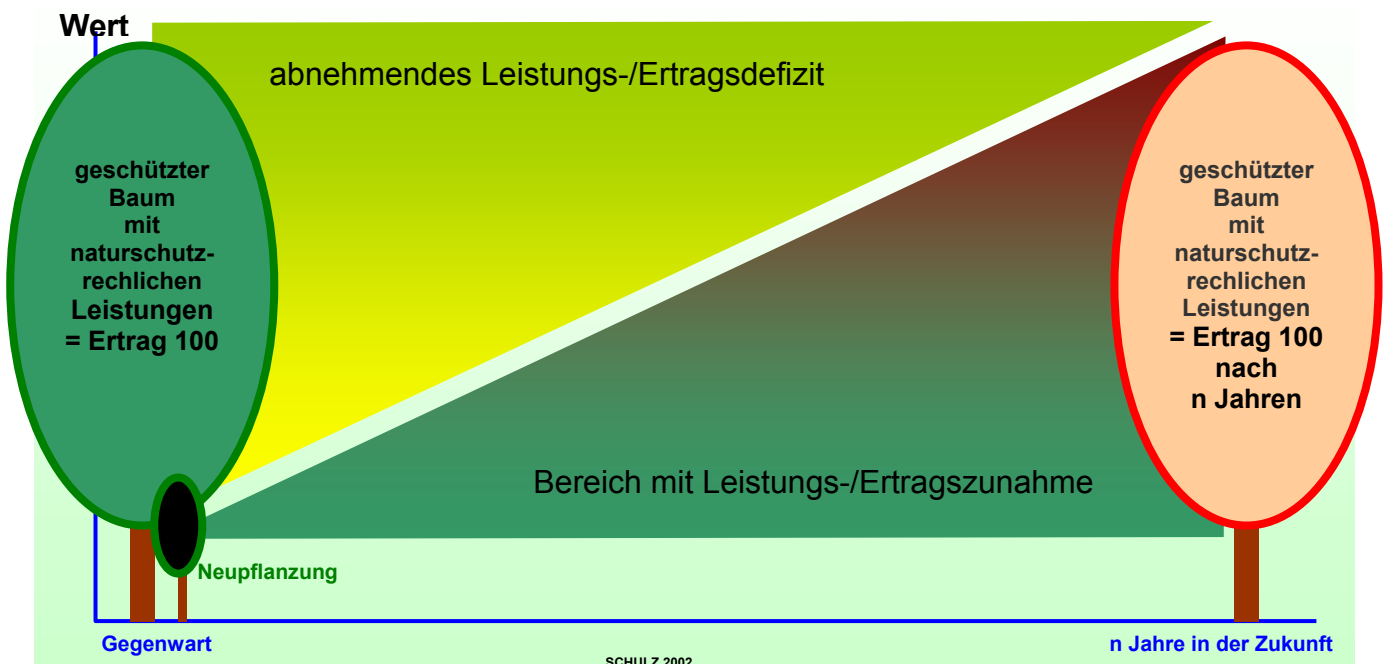 Wert
abnehmendes Leistungs-/Ertragsdefizit
geschützter
Baum
mit
naturschutz-
rechlichen
Leistungen
= Ertrag 100
geschützter
Baum
mit
naturschutz-
rechlichen
Leistungen
= Ertrag 100
nach
n Jahren
Bereich mit Leistungs-/Ertragszunahme
Neupflanzung
Gegenwart
n Jahre in der Zukunft
SCHULZ 2002